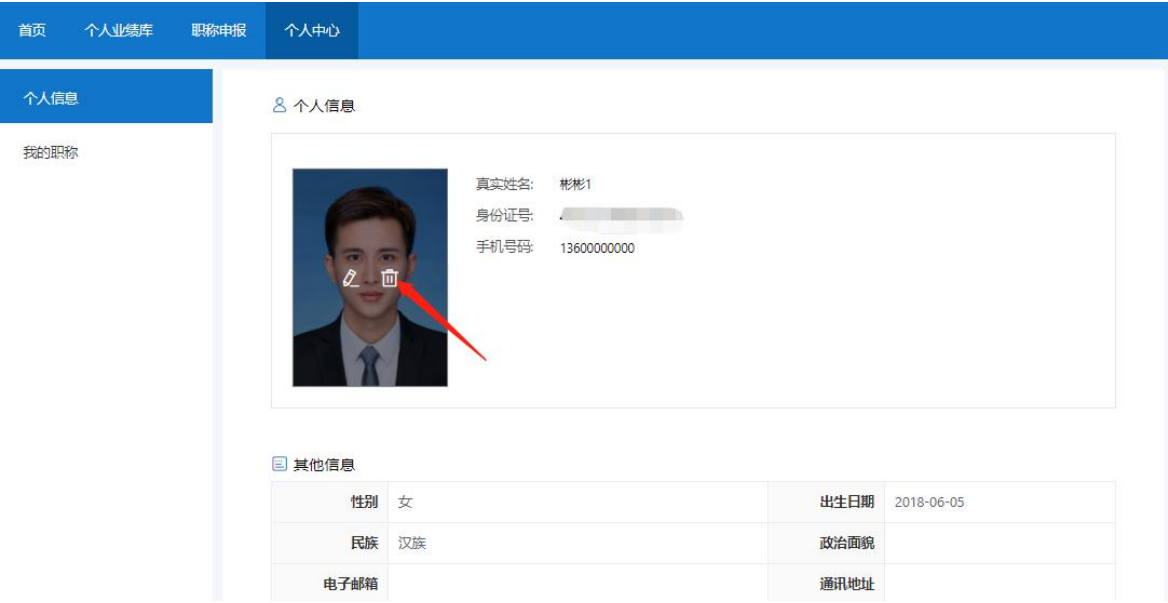 首页 个人业绩库 职称申报 个人中心
个人信息
我的职称
个人信息
真实姓名: 彬彬1
身份证号:
手机号码: 13600000000
其他信息
性别 女 出生日期 2018-06-05
民族 汉族 政治面貌
电子邮箱 通讯地址